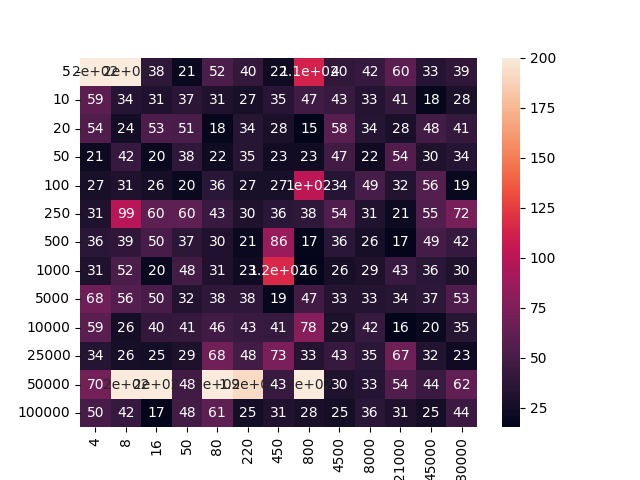 5 2e+02 2e+02 38 21 52 40 22 1.1e+02 40 42 60 33 39
10 59 34 31 37 31 27 35 47 43 33 41 18 28
20 54 24 53 51 18 34 28 15 58 34 28 48 41
50 21 42 20 38 22 35 23 23 47 22 54 30 34
100 27 31 26 20 36 27 27 1e+02 34 49 32 56 19
250 31 99 60 60 43 30 36 38 54 31 21 55 72
500 36 39 50 37 30 21 86 17 36 26 17 49 42
1000 31 52 20 48 31 23 1.2e+02 16 26 29 43 36 30
5000 68 56 50 32 38 38 19 47 33 33 34 37 53
10000 59 26 40 41 46 43 41 78 29 42 16 20 35
25000 34 26 25 29 68 48 73 33 43 35 67 32 23
50000 70 2e+02 2e+02 48 2e+02 1.9e+02 43 2e+02 30 33 54 44 62
100000 50 42 17 48 61 25 31 28 25 36 31 25 44
4 8 16 50 80 220 450 800 4500 8000 21000 45000
200
175
150
125
100
75
50
25